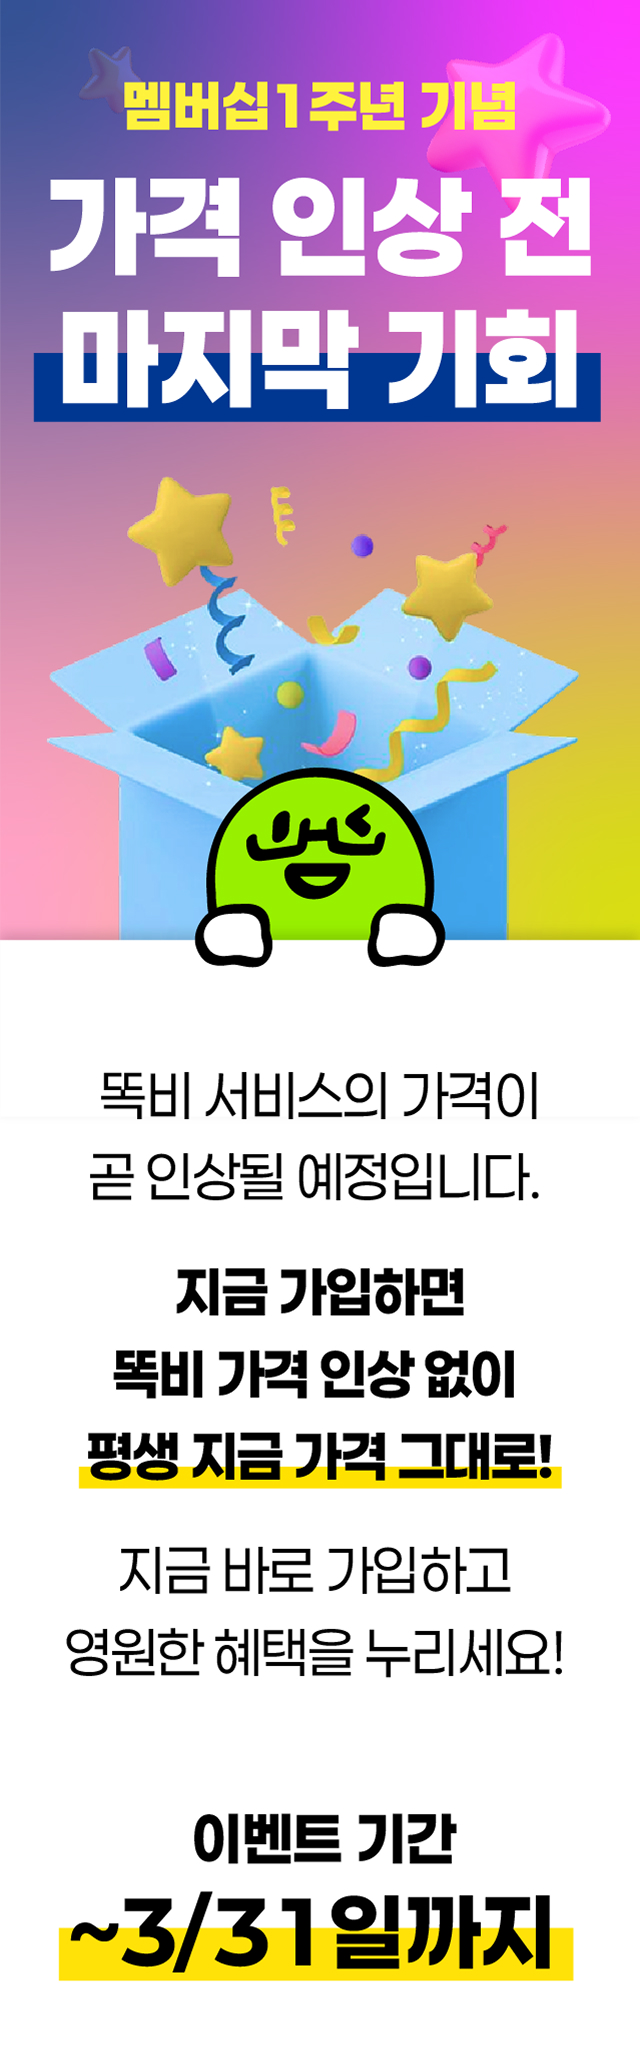 멤버십1주년 기념
가격 인상 전
마지막 기회
똑비 서비스의 가격이
곧 인상될 예정입니다.
지금 가입하면
똑비 가격 인상 없이
평생 지금 가격 그대로!
지금 바로 가입하고
영원한 혜택을 누리세요!
이벤트 기간
~3/31일까지